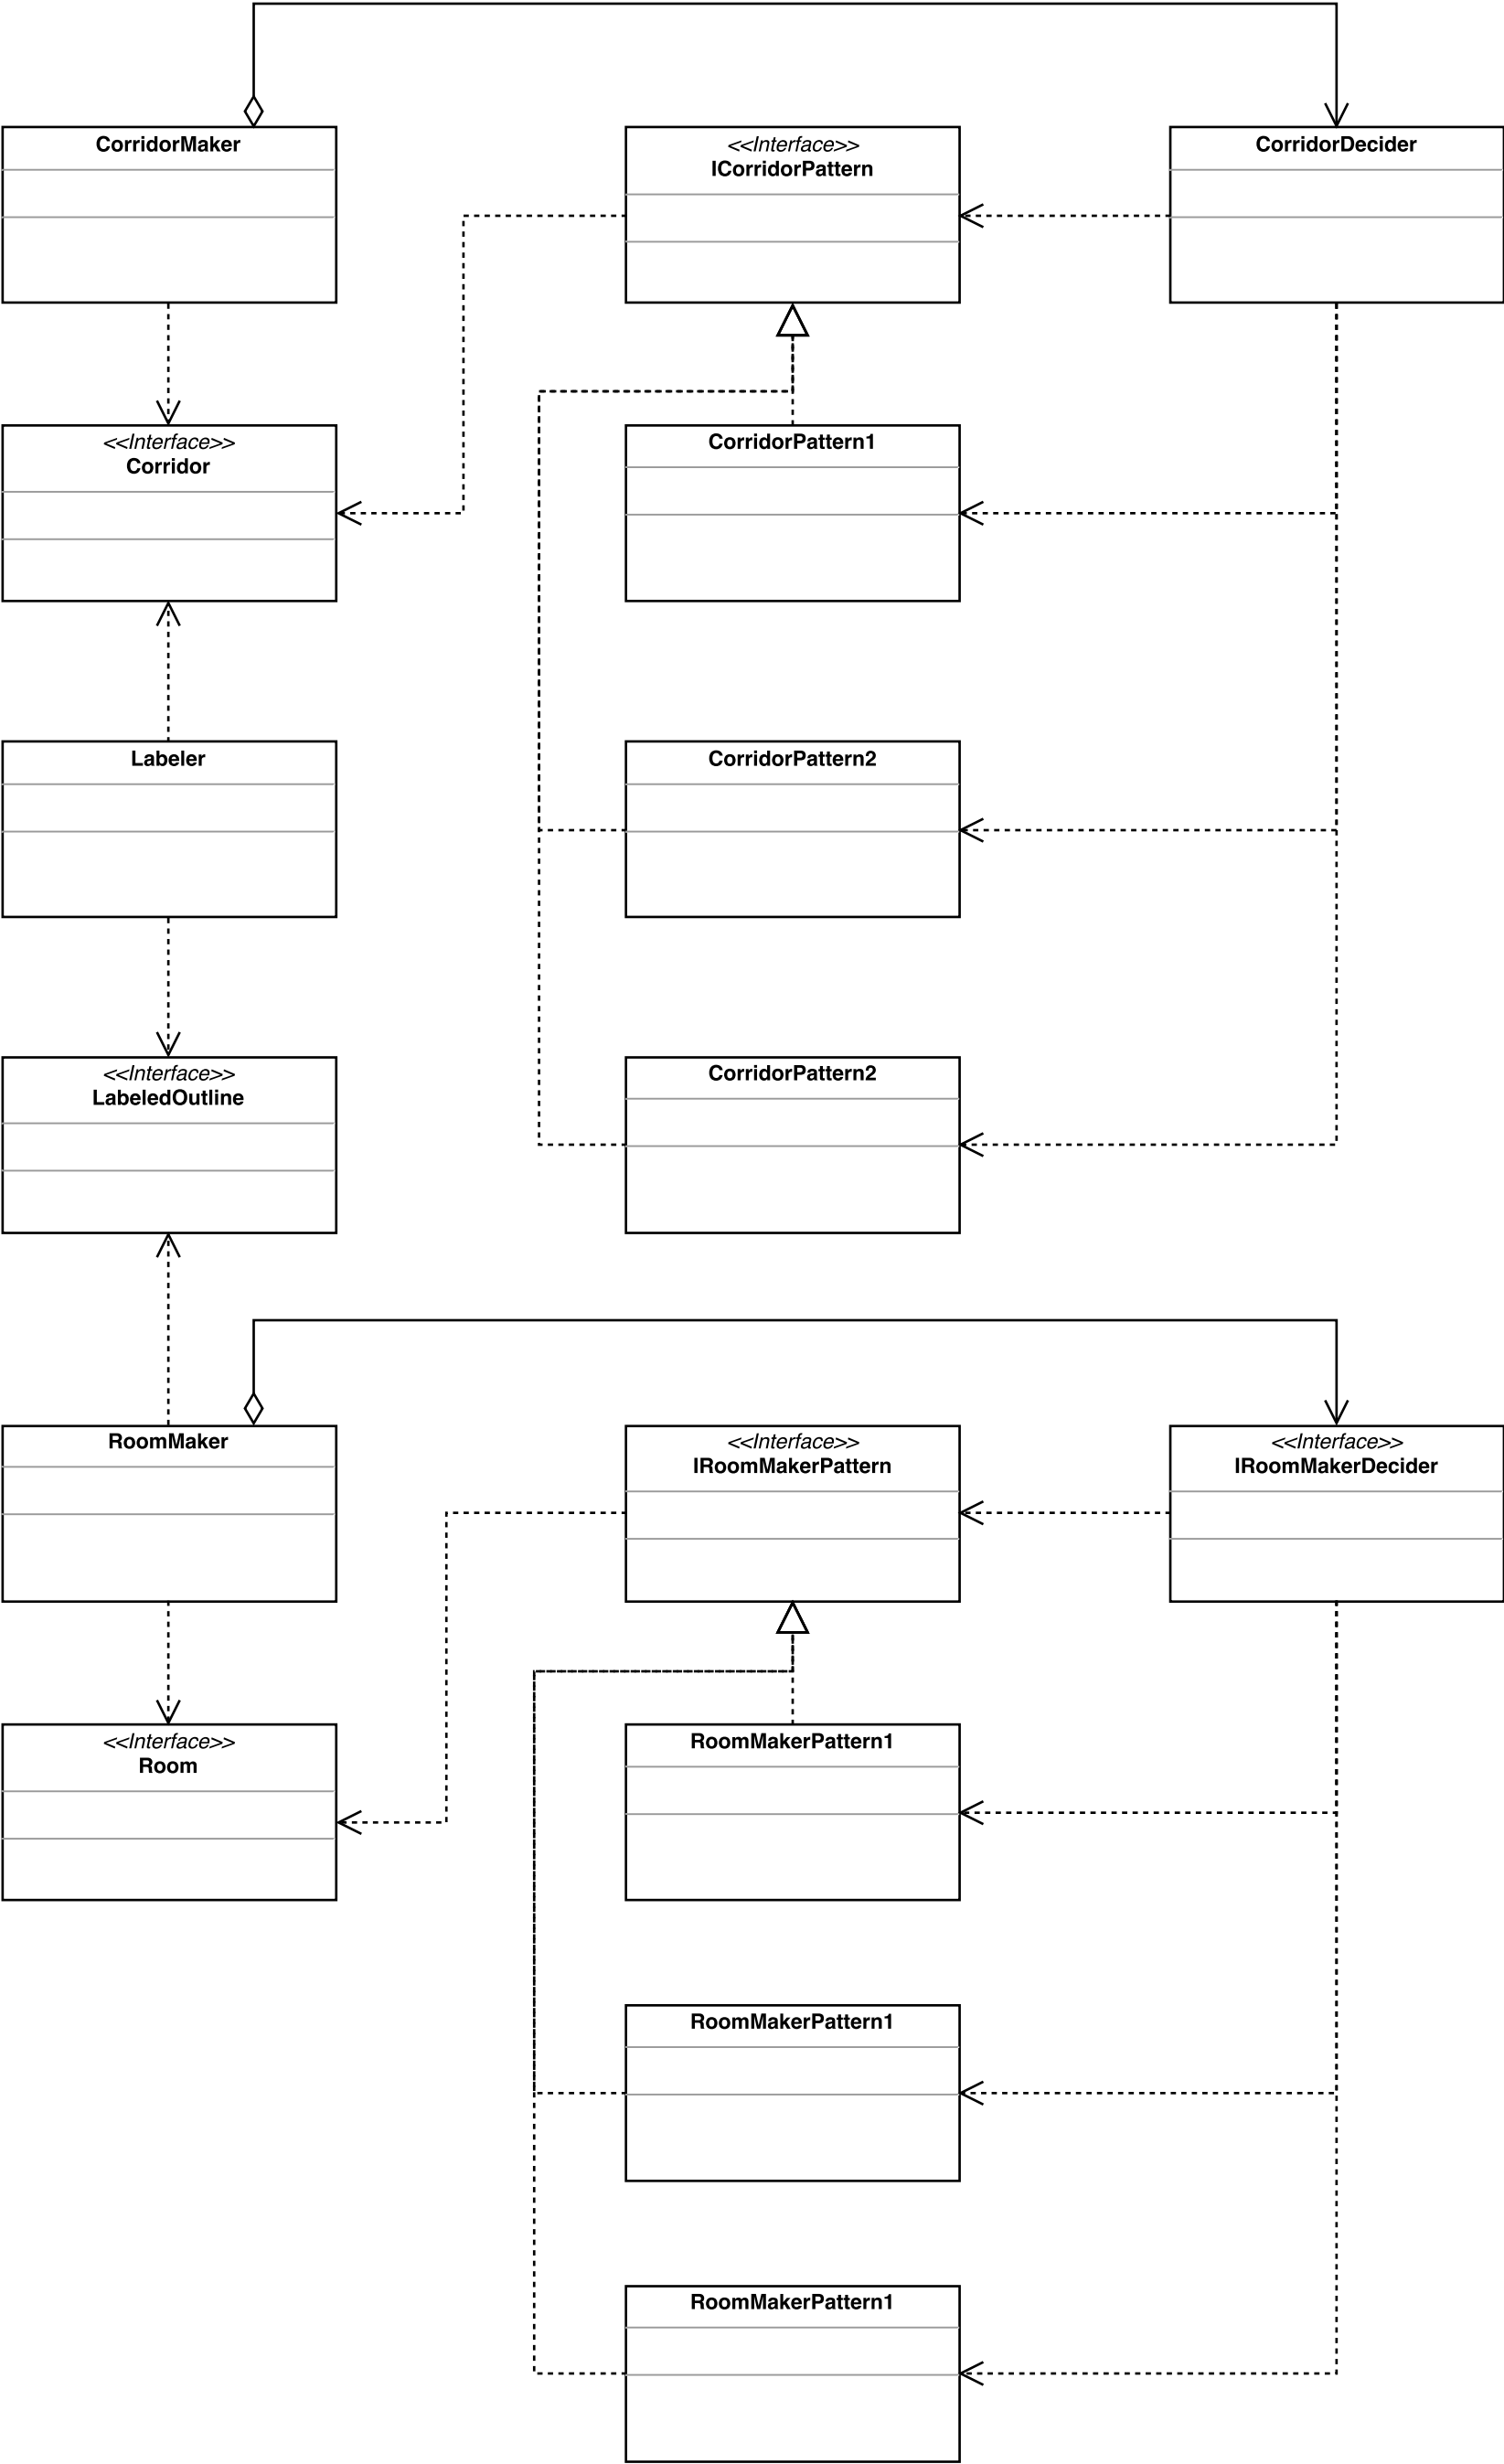 CorridorMaker
<<Interface>>
ICorridorPattern
CorridorDecider
<<Interface>>
Corridor
CorridorPattern1
Labeler
CorridorPattern2
<<Interface>>
LabeledOutline
CorridorPattern2
RoomMaker
<<Interface>>
IRoomMakerPattern
<<Interface>>
IRoomMakerDecider
<<Interface>>
Room
RoomMakerPattern1
RoomMakerPattern1
RoomMakerPattern1